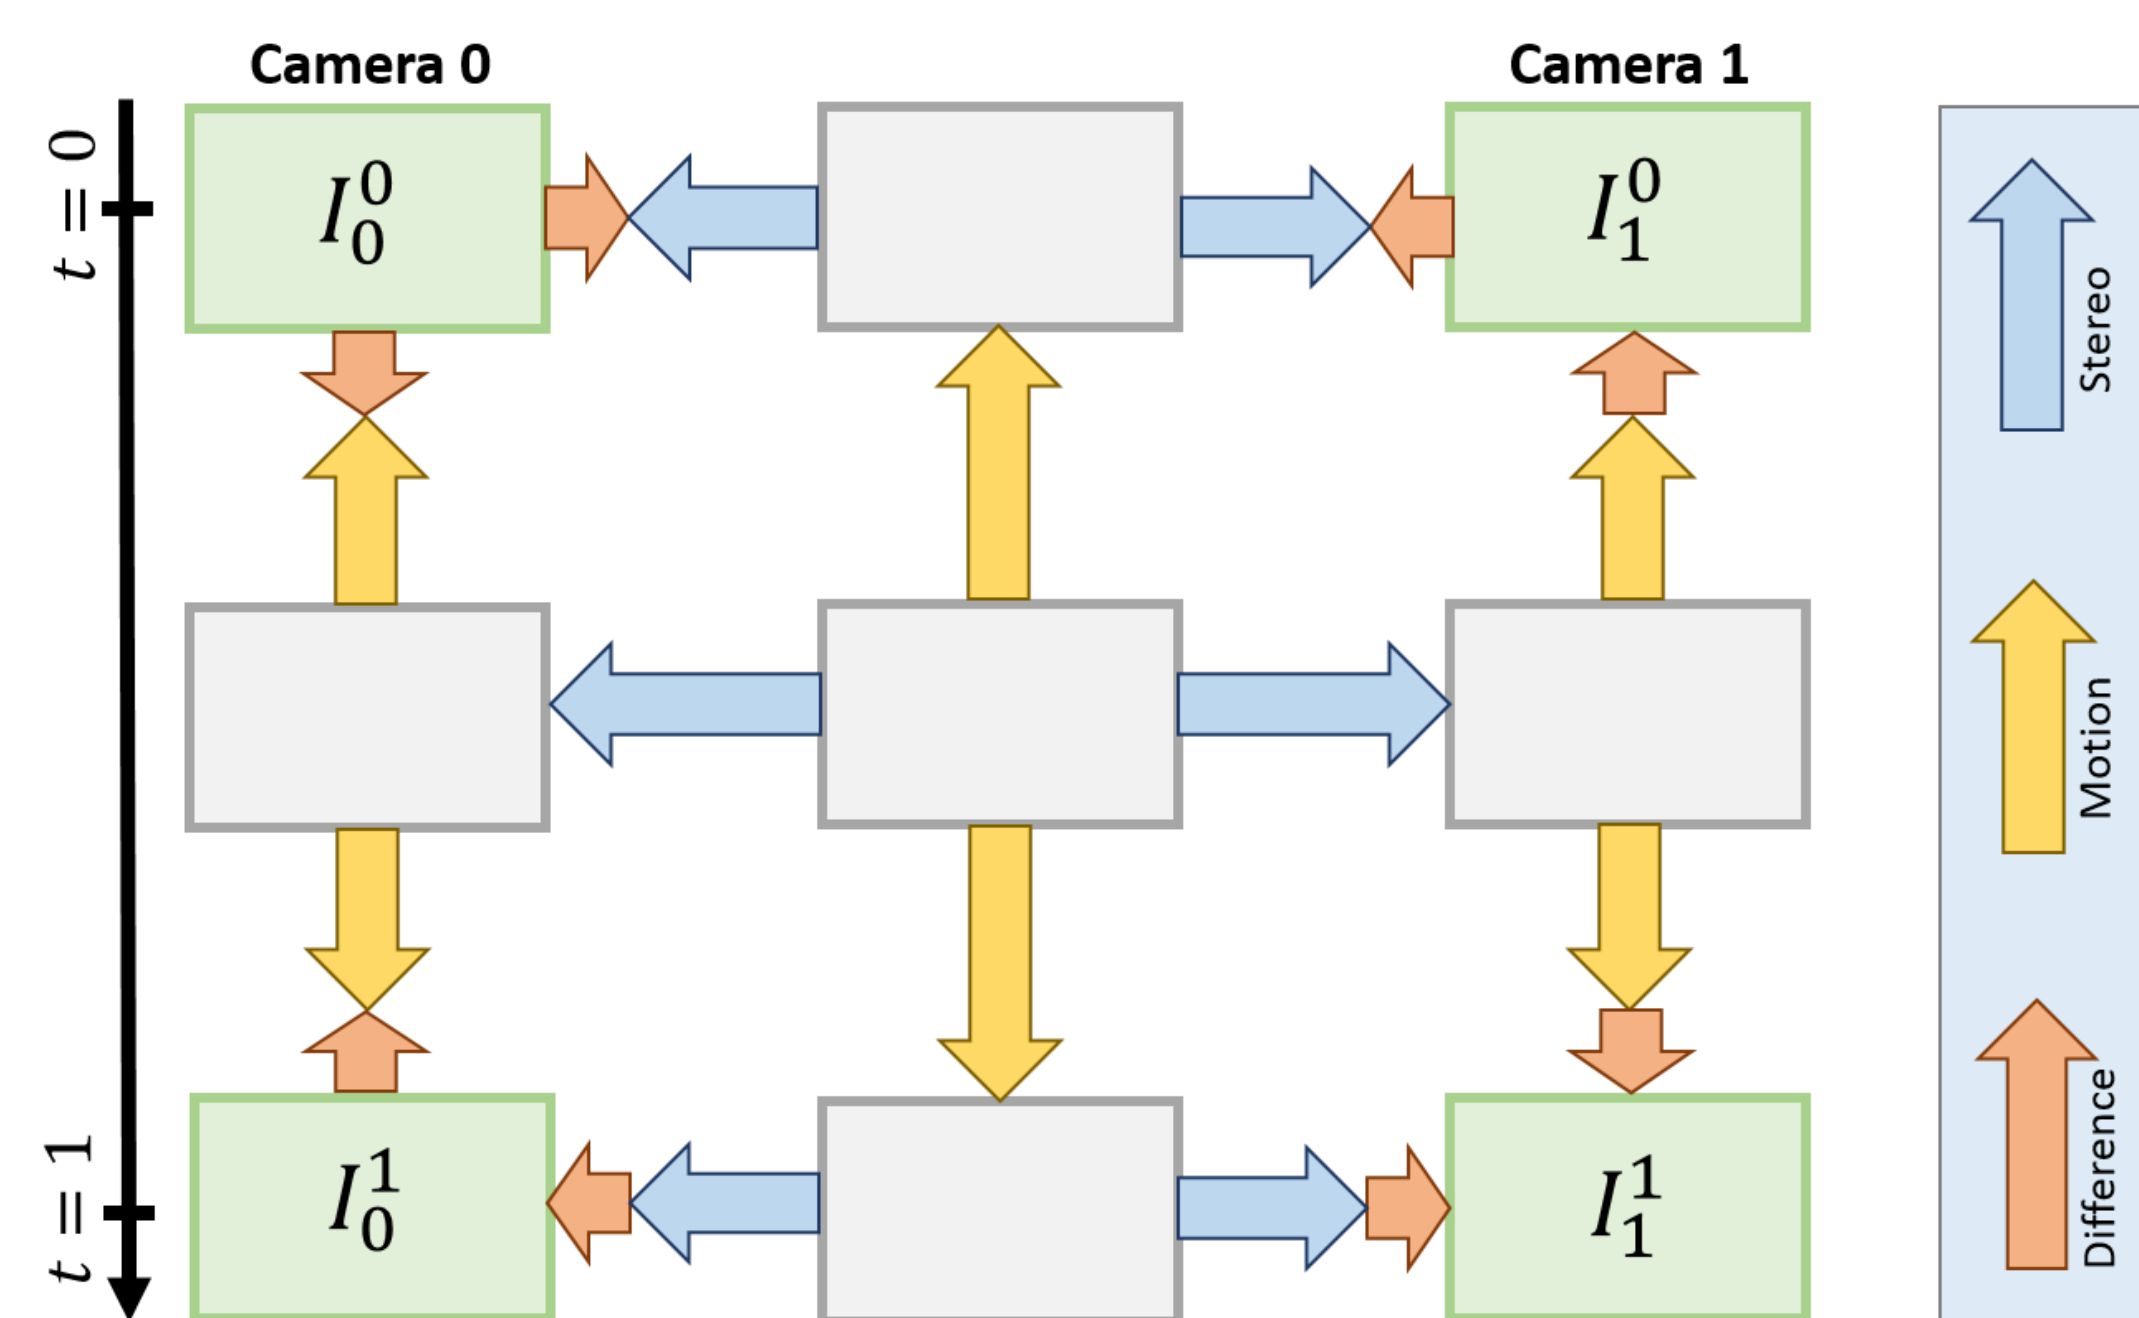 Camera 0
Camera 1
t = 0
I_0^0
I_1^0
Stereo
Motion
t = 1
I_0^1
I_1^1
Difference